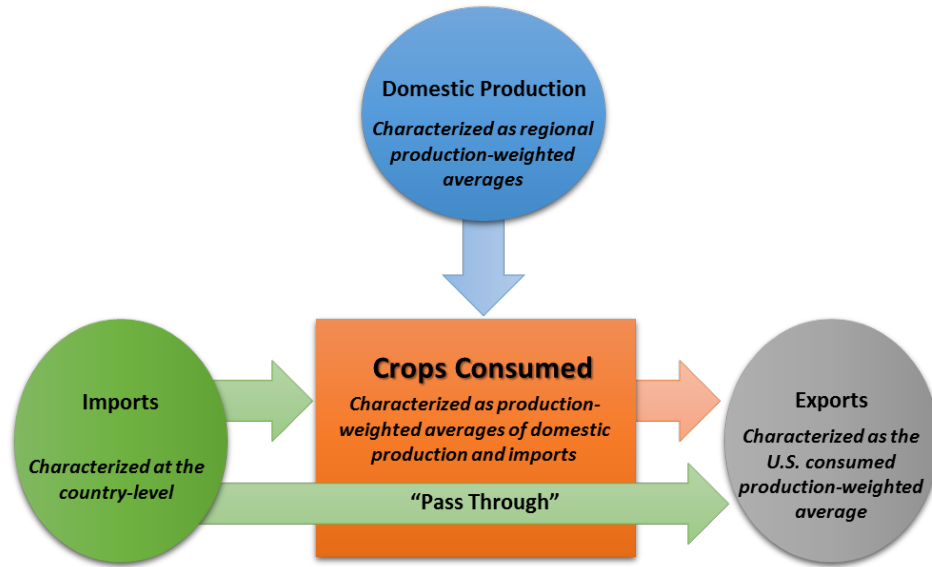 Domestic Production
Characterized as regional
production-weighted
averages
Crops Consumed
Characterized as production-
weighted averages of domestic
production and imports
Imports
Characterized at the
country-level
Exports
Characterized as the
U.S. consumed
production-weighted
average
“Pass Through”